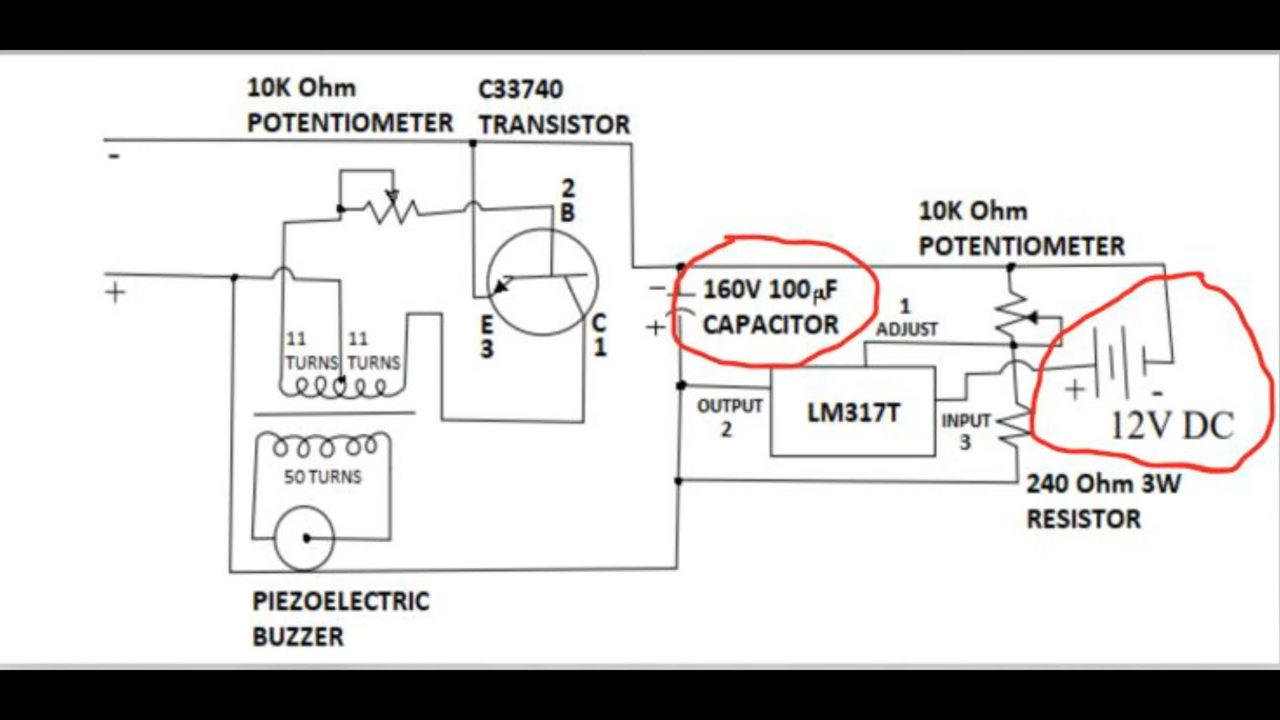 10K Ohm
POTENTIOMETER
C33740
TRANSISTOR
-
2
B
10K Ohm
POTENTIOMETER
+
160V 100µF
CAPACITOR
-
+
1
ADJUST
E
3
C
1
11
TURNS
11
TURNS
OUTPUT
2
LM317T
INPUT
3
+
-
12V DC
50 TURNS
240 Ohm 3W
RESISTOR
PIEZOELECTRIC
BUZZER